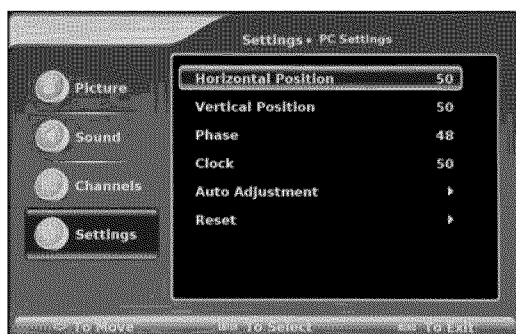 Settings • PC Settings
Picture
Sound
Channels
Settings
Horizontal Position 50
Vertical Position 50
Phase 48
Clock 50
Auto Adjustment
Reset
To Move To Select To Exit